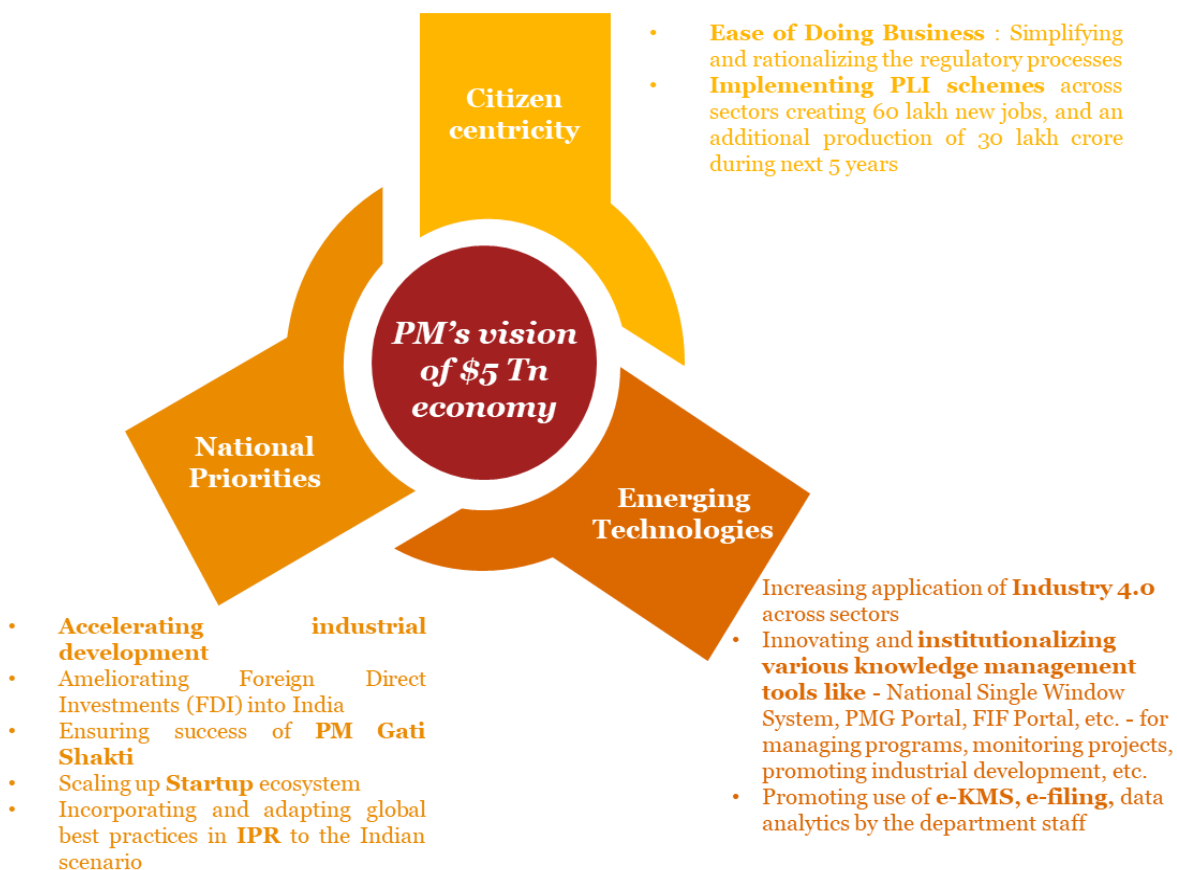 Citizen
centricity
• Ease of Doing Business : Simplifying
and rationalizing the regulatory processes
• Implementing PLI schemes across
sectors creating 60 lakh new jobs, and an
additional production of 30 lakh crore
during next 5 years
PM's vision
of $5 Tn
economy
National
Priorities
Emerging
Technologies
• Accelerating industrial
development
• Ameliorating Foreign Direct
Investments (FDI) into India
• Ensuring success of PM Gati
Shakti
• Scaling up Startup ecosystem
• Incorporating and adapting global
best practices in IPR to the Indian
scenario
Increasing application of Industry 4.0
across sectors
• Innovating and institutionalizing
various knowledge management
tools like - National Single Window
System, PMG Portal, FIF Portal, etc. - for
managing programs, monitoring projects,
promoting industrial development, etc.
• Promoting use of e-KMS, e-filing, data
analytics by the department staff